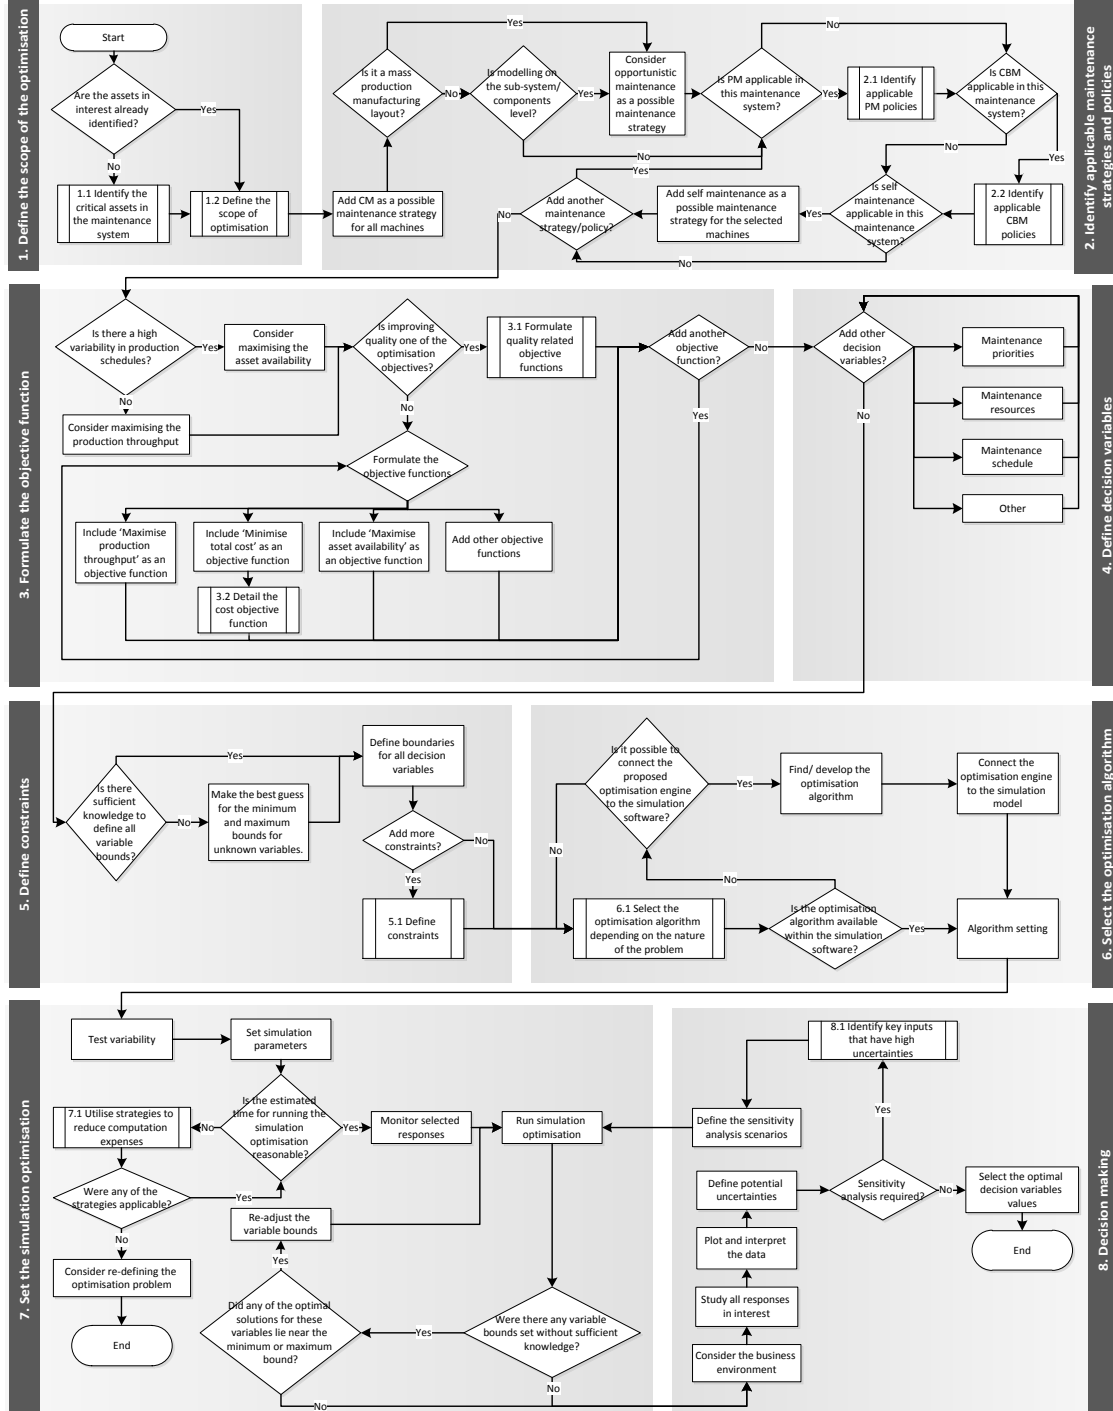 1. Define the scope of the optimisation
Start
Are the assets in
interest already
identified?
Yes
No
1.1 Identify the
critical assets in
the maintenance
system
1.2 Define the
scope of
optimisation
2. Identify applicable maintenance
strategies and policies
Yes
No
Is it a mass
production
manufacturing
layout?
No
Is modelling on
the sub-system/
components
level?
Yes
Consider
opportunistic
maintenance
as a possible
maintenance
strategy
Is PM applicable in
this maintenance
system?
Yes
2.1 Identify
applicable
PM policies
Is CBM
applicable in this
maintenance
system?
No
Yes
No
Yes
Add CM as a possible
maintenance strategy
for all machines
No
Add another
maintenance
strategy/policy?
Add self maintenance as a
possible maintenance
strategy for the selected
machines
Yes
Is self
maintenance
applicable in this
maintenance
system?
2.2 Identify
applicable
CBM
policies
No
3. Formulate the objective function
Is there a high
variability in production
schedules?
Yes
Consider
maximising the
asset availability
Is improving
quality one of the
optimisation
objectives?
Yes
3.1 Formulate
quality related
objective
functions
Add another
objective
function?
No
No
Consider maximising the
production throughput
No
Yes
Formulate the
objective functions
Include ‘Maximise
production
throughput’ as an
objective function
Include ‘Minimise
total cost’ as an
objective function
Include ‘Maximise
asset availability’ as
an objective function
Add other objective
functions
3.2 Detail the
cost objective
function
4. Define decision variables
Add other
decision
variables?
No
Maintenance
priorities
Maintenance
resources
Maintenance
schedule
Other
5. Define constraints
Yes
Is there
sufficient
knowledge to
define all
variable
bounds?
No
Make the best guess
for the minimum
and maximum
bounds for
unknown variables.
Define boundaries
for all decision
variables
Add more
constraints?
No
Yes
5.1 Define
constraints
6. Select the optimisation algorithm
Is it possible to
connect the
proposed
optimisation engine
to the simulation
software?
Yes
Find/ develop the
optimisation
algorithm
Connect the
optimisation engine
to the simulation
model
No
No
6.1 Select the
optimisation algorithm
depending on the nature
of the problem
Is the optimisation
algorithm available
within the simulation
software?
Yes
Algorithm setting
7. Set the simulation optimisation
Test variability
Set simulation
parameters
7.1 Utilise strategies to
reduce computation
expenses
No
Is the estimated
time for running the
simulation
optimisation
reasonable?
Yes
Monitor selected
responses
Run simulation
optimisation
Were any of the
strategies applicable?
Yes
No
Re-adjust the
variable bounds
Yes
Consider re-defining the
optimisation problem
End
Did any of the optimal
solutions for these
variables lie near the
minimum or maximum
bound?
Yes
Were there any variable
bounds set without sufficient
knowledge?
No
No
8. Decision making
8.1 Identify key inputs
that have high
uncertainties
Yes
Define the sensitivity
analysis scenarios
Define potential
uncertainties
Sensitivity
analysis required?
No
Select the optimal
decision variables
values
Plot and interpret
the data
End
Study all responses
in interest
Consider the business
environment